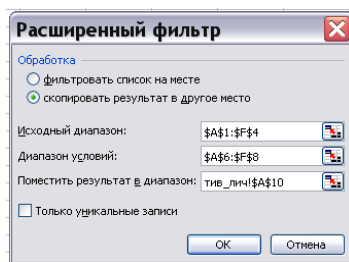 Расширенный фильтр
Обработка
фильтровать список на месте
скопировать результат в другое место
Исходный диапазон: $A$1:$F$4
Диапазон условий: $A$6:$F$8
Поместить результат в диапазон: тив_лич!$A$10
Только уникальные записи
ОК Отмена